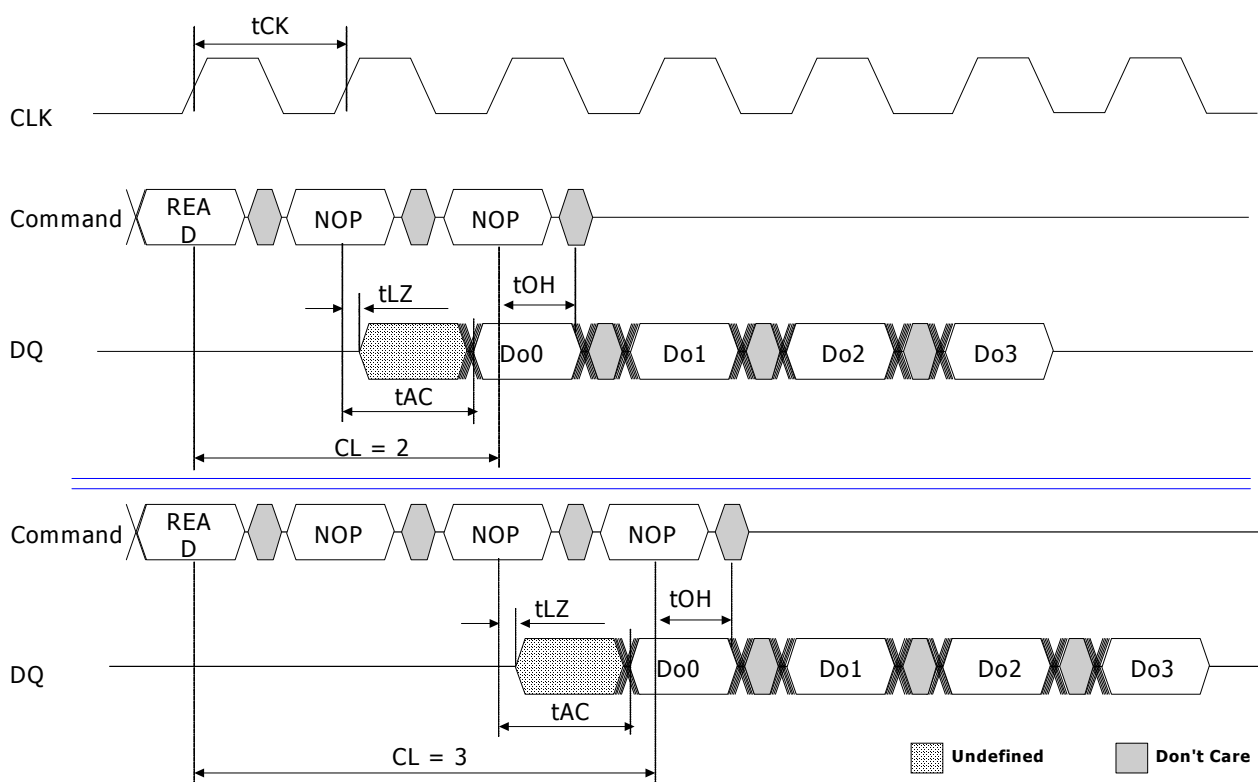 tCK
CLK
Command
REA
D
NOP
NOP
tLZ
tOH
DQ
Do0
Do1
Do2
Do3
tAC
CL = 2
Command
REA
D
NOP
NOP
NOP
tLZ
tOH
DQ
Do0
Do1
Do2
Do3
tAC
CL = 3
Undefined
Don't Care